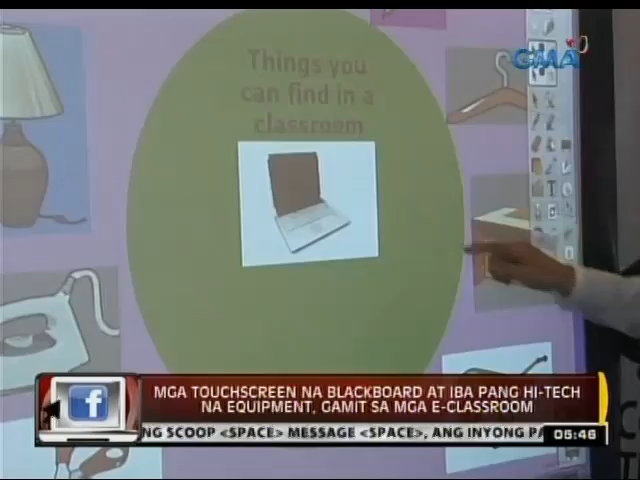 Things you
can find in a
classroom
GMA
MGA TOUCHSCREEN NA BLACKBOARD AT IBA PANG HI-TECH
NA EQUIPMENT, GAMIT SA MGA E-CLASSROOM
NG SCOOP <SPACE> MESSAGE <SPACE>, ANG INYONG
05:46